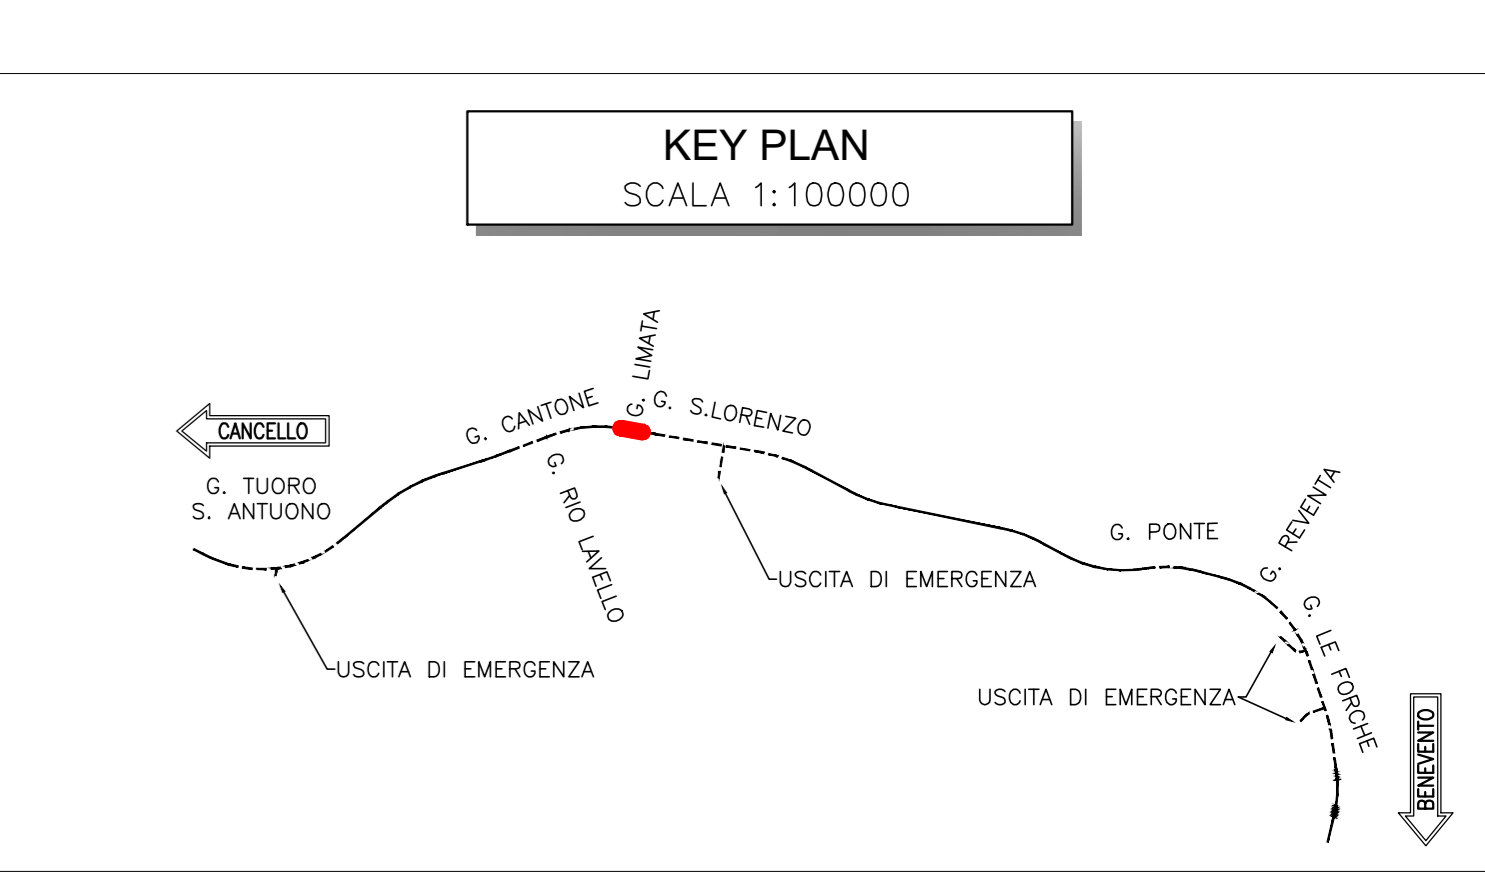 KEY PLAN
SCALA 1:100000
G. LIMATA
G. CANTONE
G. S.LORENZO
CANCELLO
G. TUORO
S. ANTUONO
G. RIO LAVELLO
G. REVENTA
G. PONTE
USCITA DI EMERGENZA
G. LE FORCHE
USCITA DI EMERGENZA
USCITA DI EMERGENZA
BENEVENTO